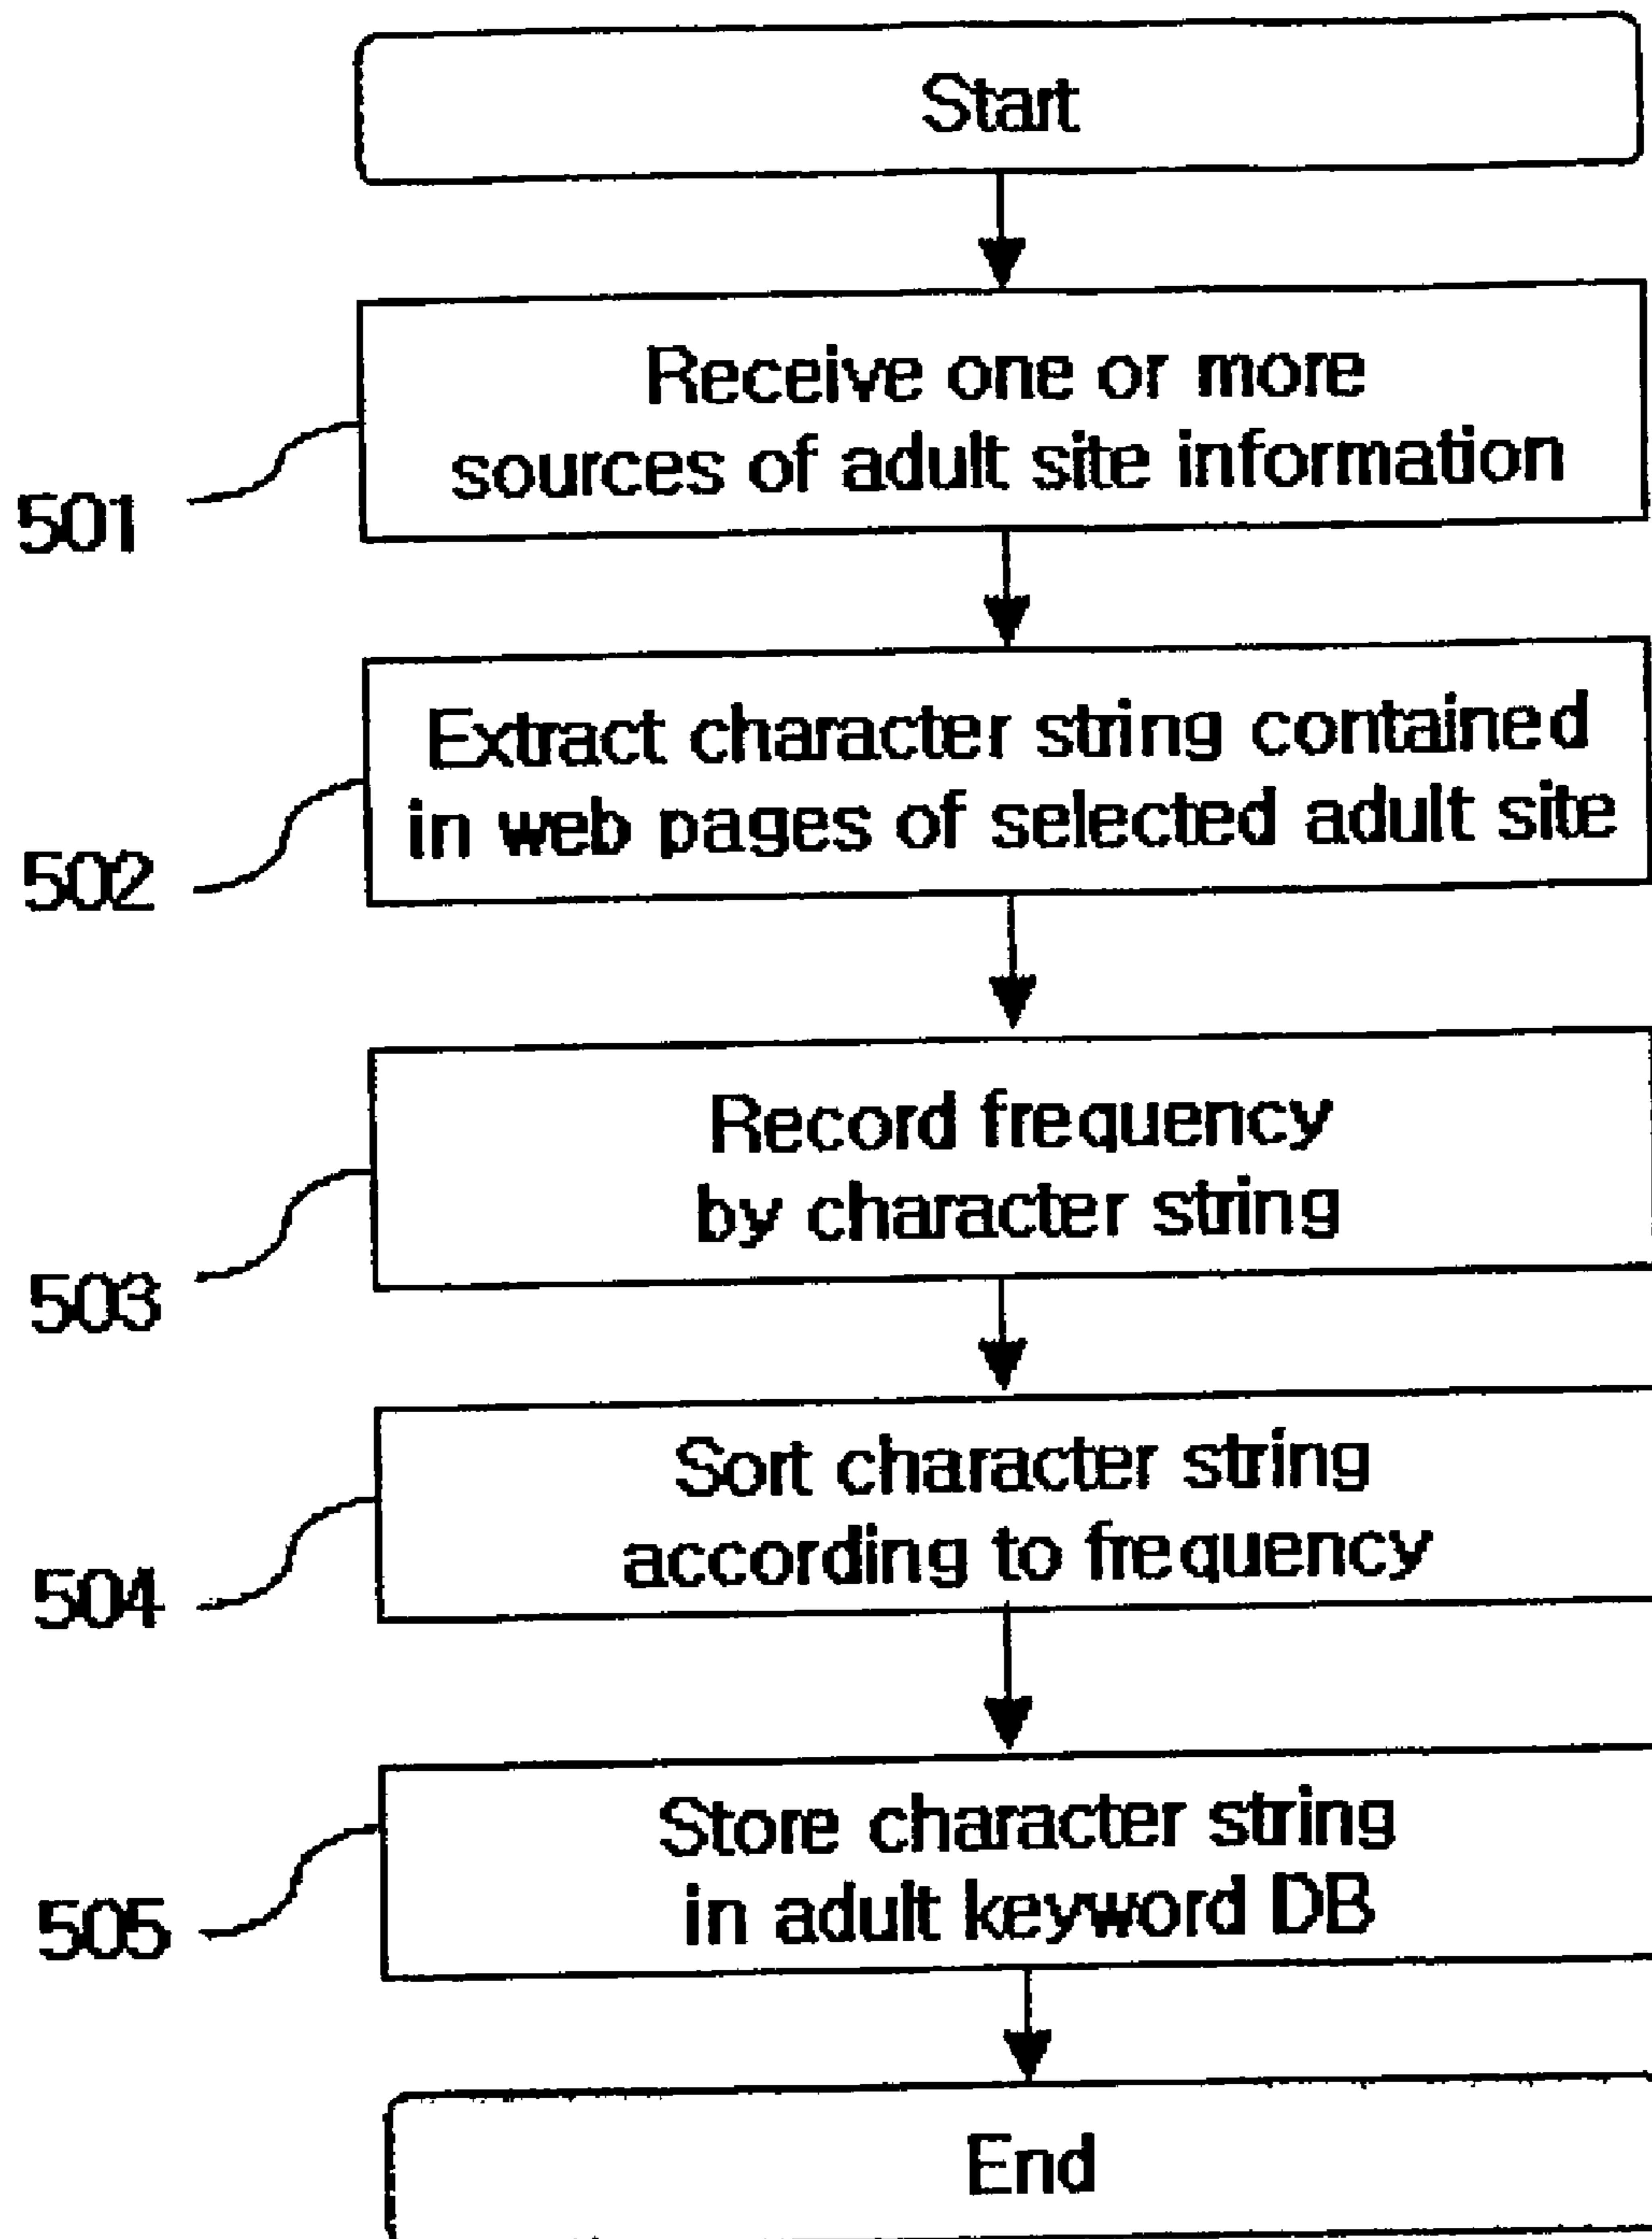 Start
Receive one or more
sources of adult site information
501
Extract character string contained
in web pages of selected adult site
502
Record frequency
by character string
503
Sort character string
according to frequency
504
Store character string
in adult keyword DB
505
End